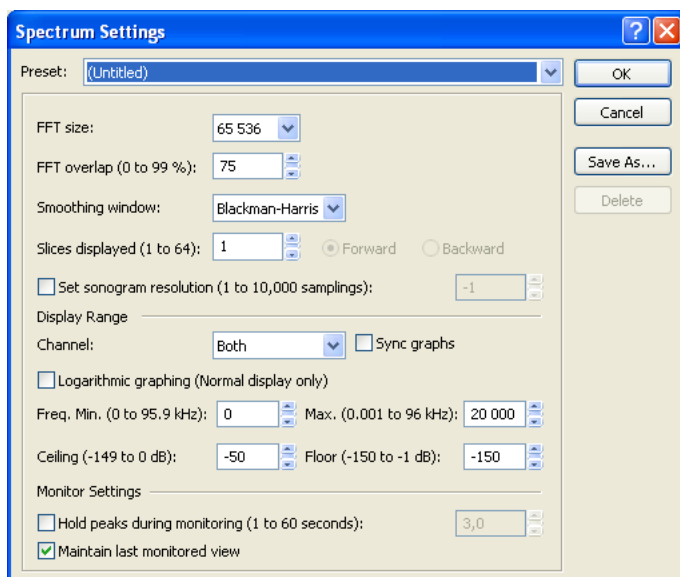 Spectrum Settings
Preset: (Untitled)
OK
Cancel
Save As...
Delete
FFT size: 65 536
FFT overlap (0 to 99 %): 75
Smoothing window: Blackman-Harris
Slices displayed (1 to 64): 1 Forward Backward
Set sonogram resolution (1 to 10,000 samplings): -1
Display Range
Channel: Both Sync graphs
Logarithmic graphing (Normal display only)
Freq. Min. (0 to 95.9 kHz): 0 Max. (0.001 to 96 kHz): 20 000
Ceiling (-149 to 0 dB): -50 Floor (-150 to -1 dB): -150
Monitor Settings
Hold peaks during monitoring (1 to 60 seconds): 3,0
Maintain last monitored view